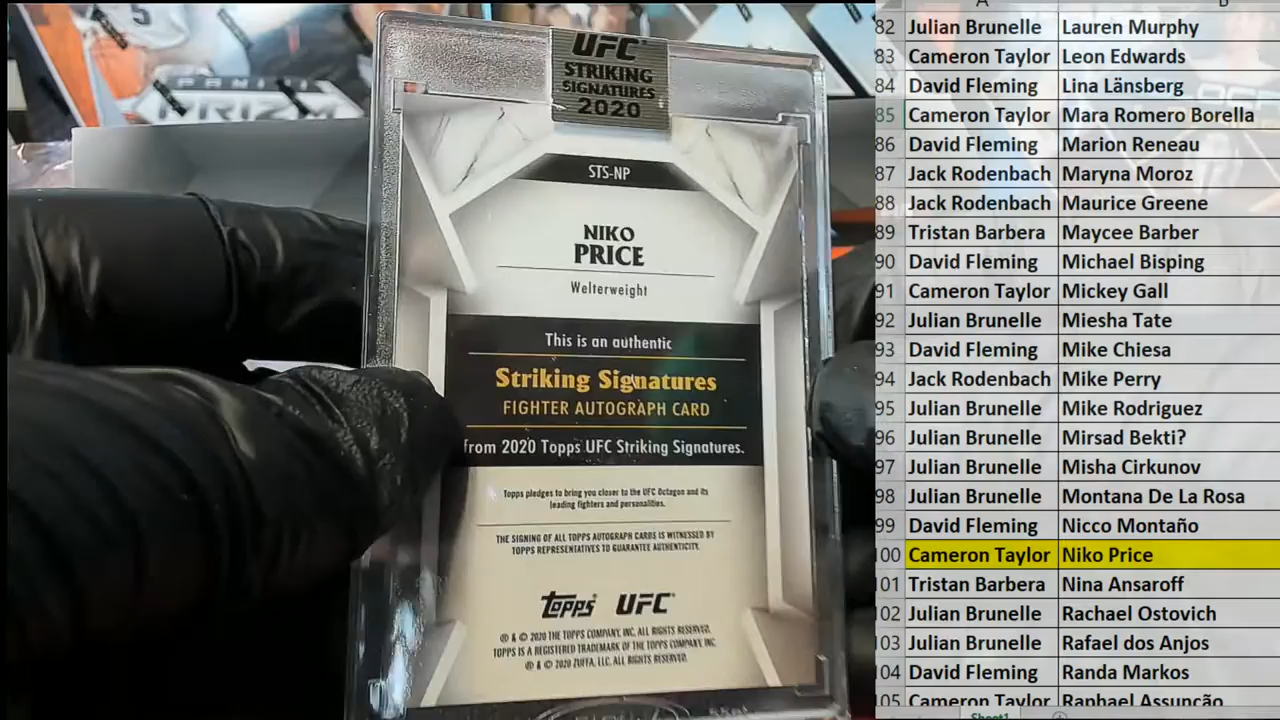 PANINI
PRIZM
UFC
STRIKING
SIGNATURES
2020
STS-NP
NIKO
PRICE
Welterweight
This is an authentic
Striking Signatures
FIGHTER AUTOGRAPH CARD
from 2020 Topps UFC Striking Signatures.
Topps pledges to bring you closer to the UFC Octagon and its
leading fighters and personalities.
THE SIGNING OF ALL TOPPS AUTOGRAPH CARDS IS WITNESSED BY
TOPPS REPRESENTATIVES TO GUARANTEE AUTHENTICITY.
Topps UFC
® & © 2020 THE TOPPS COMPANY, INC. ALL RIGHTS RESERVED.
TOPPS IS A REGISTERED TRADEMARK OF THE TOPPS COMPANY, INC.
® & © 2020 ZUFFA, LLC. ALL RIGHTS RESERVED.
A B
82 Julian Brunelle Lauren Murphy
83 Cameron Taylor Leon Edwards
84 David Fleming Lina Länsberg
85 Cameron Taylor Mara Romero Borella
86 David Fleming Marion Reneau
87 Jack Rodenbach Maryna Moroz
88 Jack Rodenbach Maurice Greene
89 Tristan Barbera Maycee Barber
90 David Fleming Michael Bisping
91 Cameron Taylor Mickey Gall
92 Julian Brunelle Miesha Tate
93 David Fleming Mike Chiesa
94 Jack Rodenbach Mike Perry
95 Julian Brunelle Mike Rodriguez
96 Julian Brunelle Mirsad Bekti?
97 Julian Brunelle Misha Cirkunov
98 Julian Brunelle Montana De La Rosa
99 David Fleming Nicco Montaño
100 Cameron Taylor Niko Price
101 Tristan Barbera Nina Ansaroff
102 Julian Brunelle Rachael Ostovich
103 Julian Brunelle Rafael dos Anjos
104 David Fleming Randa Markos
105 Cameron Taylor Raphael Assunção
Sheet1